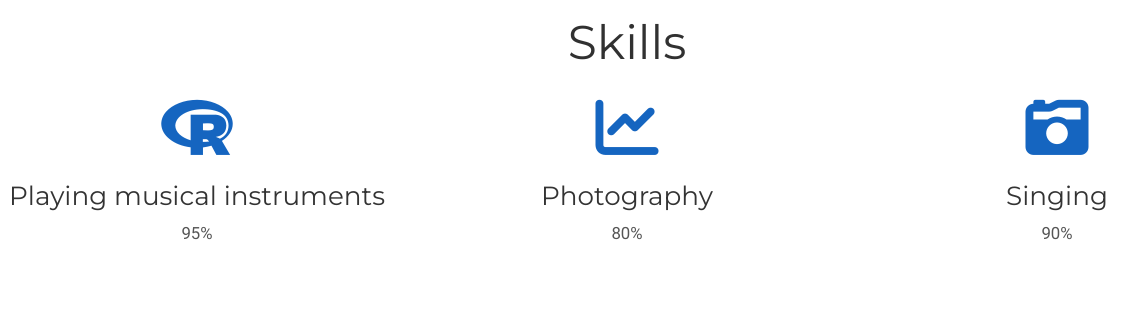 Skills
Playing musical instruments
Photography
Singing
95%
80%
90%